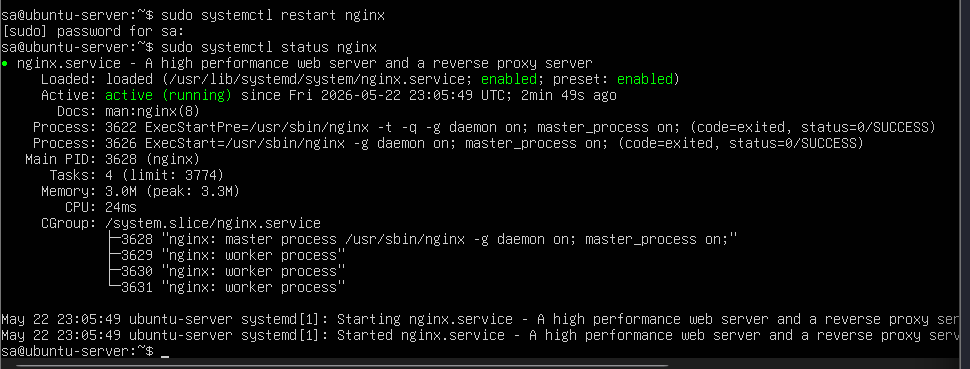 sa@ubuntu-server:~$ sudo systemctl restart nginx
[sudo] password for sa:
sa@ubuntu-server:~$ sudo systemctl status nginx
● nginx.service - A high performance web server and a reverse proxy server
Loaded: loaded (/usr/lib/systemd/system/nginx.service; enabled; preset: enabled)
Active: active (running) since Fri 2026-05-22 23:05:49 UTC; 2min 49s ago
Docs: man:nginx(8)
Process: 3622 ExecStartPre=/usr/sbin/nginx -t -q -g daemon on; master_process on; (code=exited, status=0/SUCCESS)
Process: 3626 ExecStart=/usr/sbin/nginx -g daemon on; master_process on; (code=exited, status=0/SUCCESS)
Main PID: 3628 (nginx)
Tasks: 4 (limit: 3774)
Memory: 3.0M (peak: 3.3M)
CPU: 24ms
CGroup: /system.slice/nginx.service
├─3628 "nginx: master process /usr/sbin/nginx -g daemon on; master_process on;"
├─3629 "nginx: worker process"
├─3630 "nginx: worker process"
└─3631 "nginx: worker process"
May 22 23:05:49 ubuntu-server systemd[1]: Starting nginx.service - A high performance web server and a reverse proxy ser
May 22 23:05:49 ubuntu-server systemd[1]: Started nginx.service - A high performance web server and a reverse proxy serv
sa@ubuntu-server:~$ _